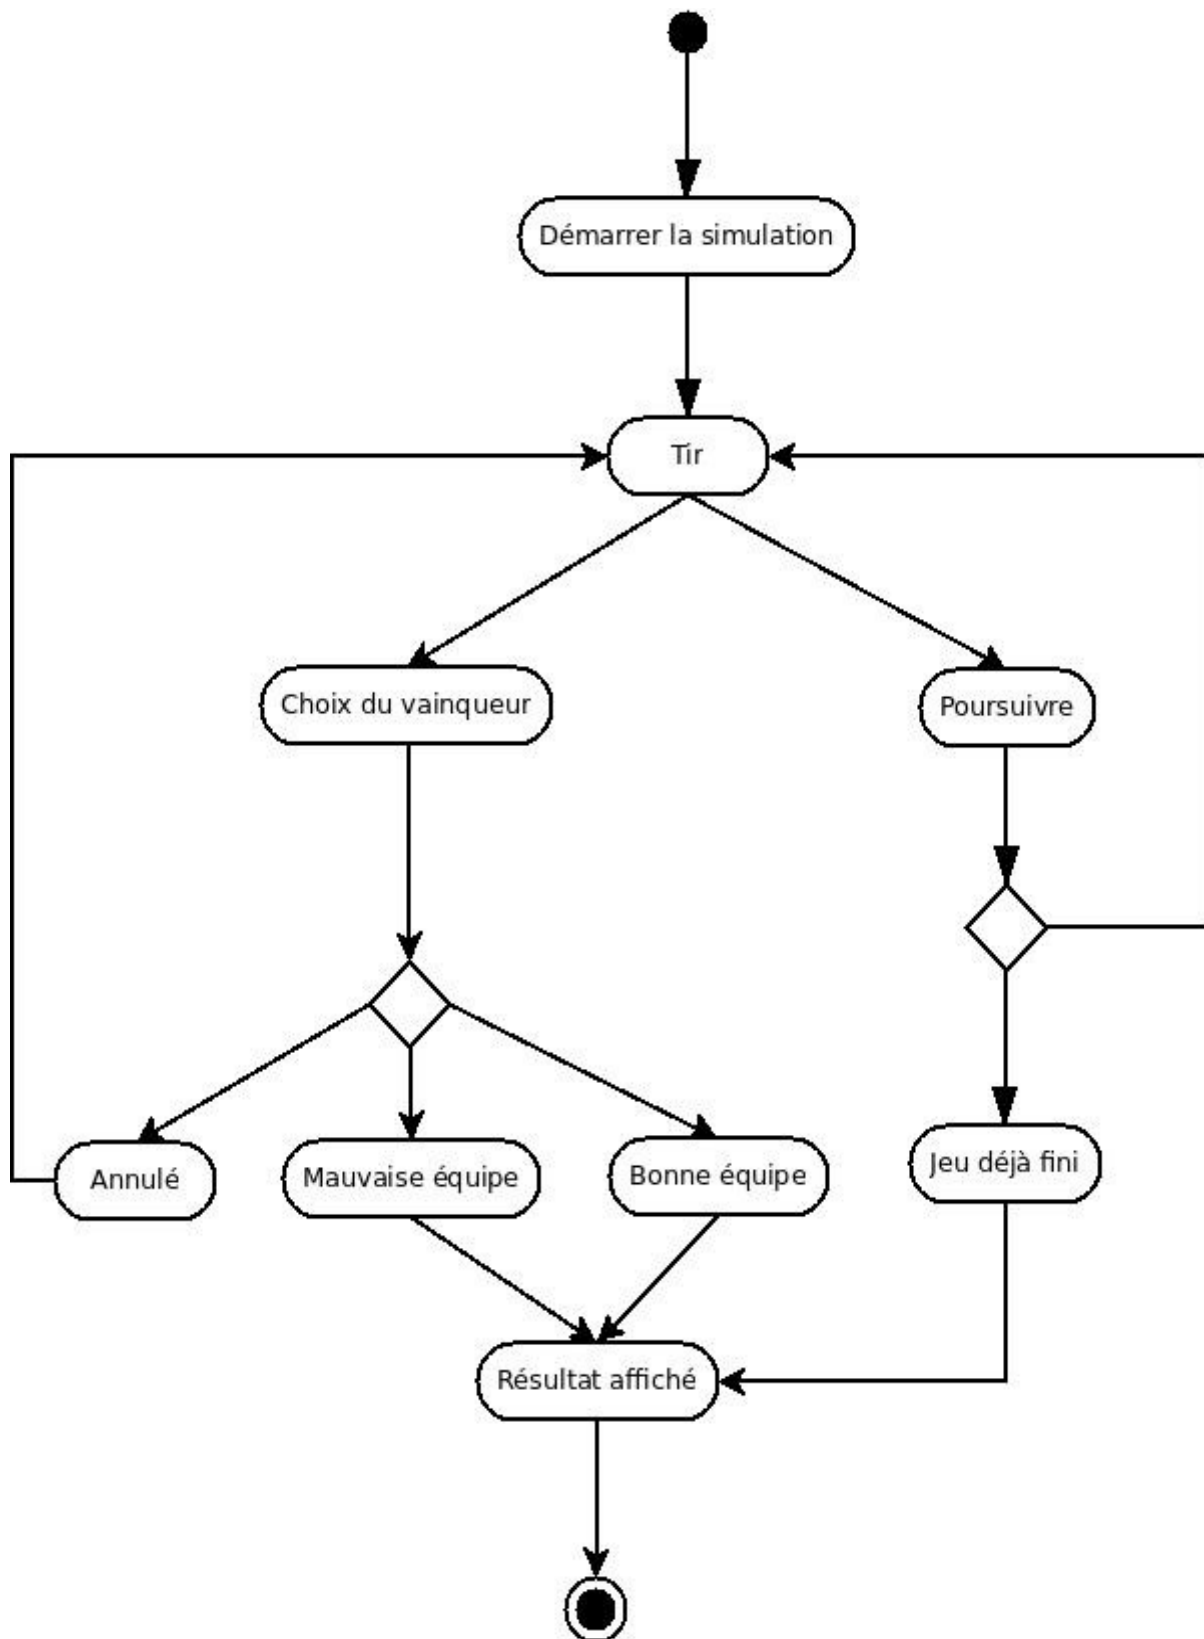 Démarrer la simulation
Tir
Choix du vainqueur
Poursuivre
Annulé
Mauvaise équipe
Bonne équipe
Jeu déjà fini
Résultat affiché